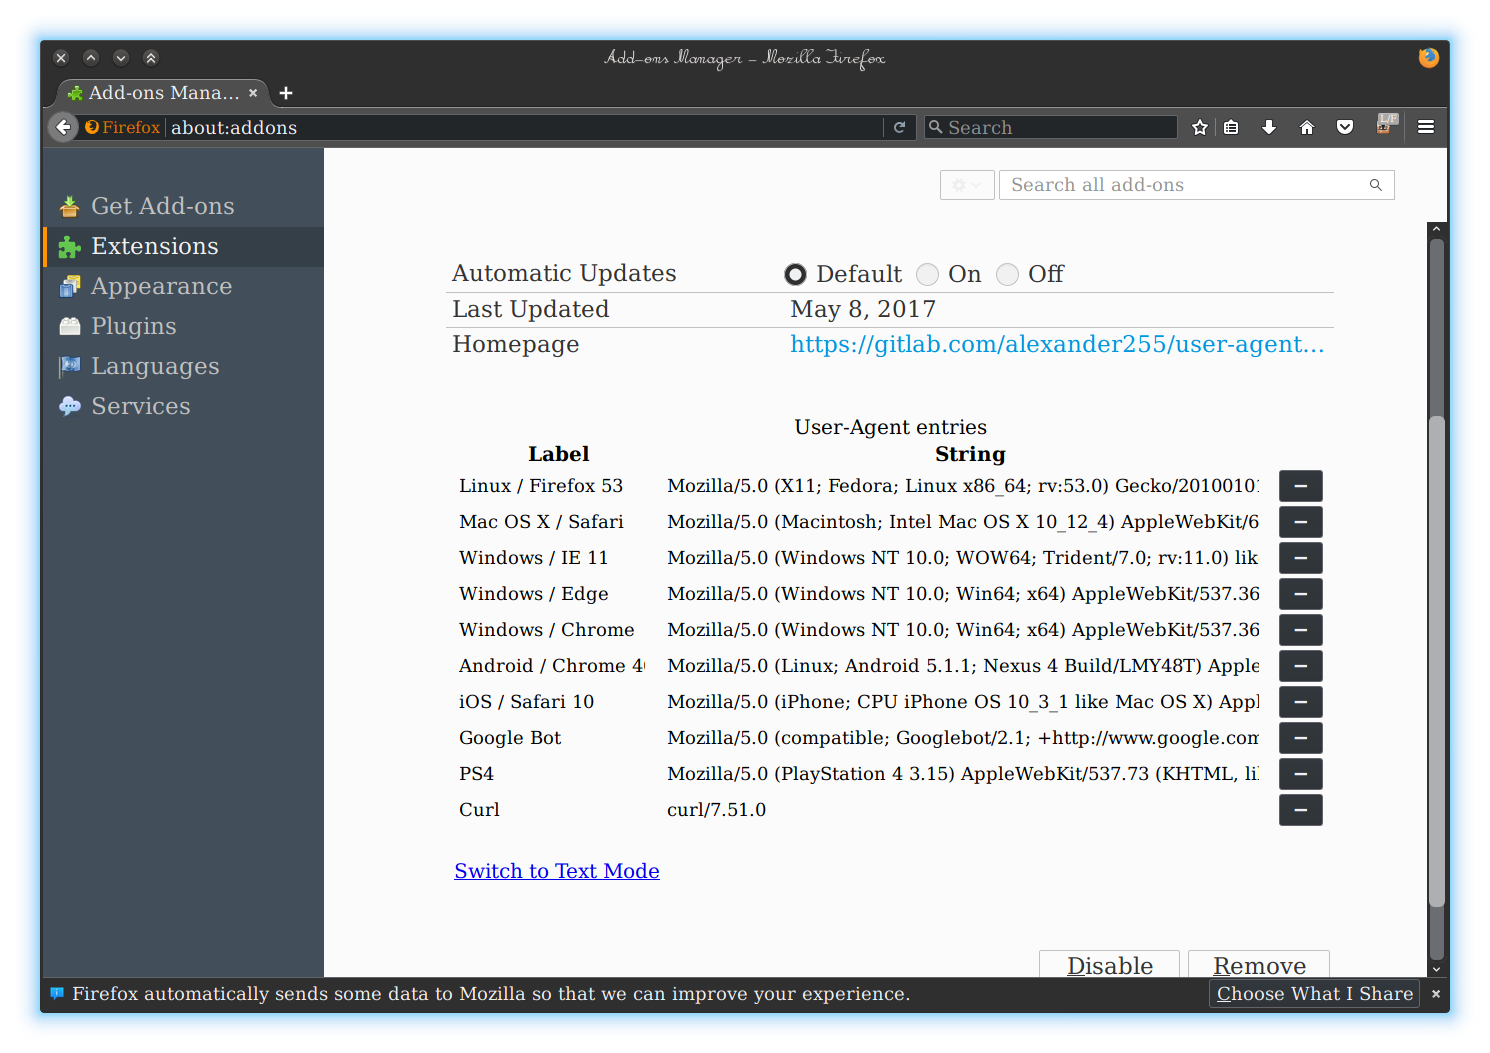 Add-ons Manager - Mozilla Firefox
Add-ons Mana...
Firefox about:addons Search L/F
Get Add-ons
Extensions
Appearance
Plugins
Languages
Services
Search all add-ons
Automatic Updates Default On Off
Last Updated May 8, 2017
Homepage https://gitlab.com/alexander255/user-agent...
User-Agent entries
Label String
Linux / Firefox 53 Mozilla/5.0 (X11; Fedora; Linux x86_64; rv:53.0) Gecko/20100101
Mac OS X / Safari Mozilla/5.0 (Macintosh; Intel Mac OS X 10_12_4) AppleWebKit/6
Windows / IE 11 Mozilla/5.0 (Windows NT 10.0; WOW64; Trident/7.0; rv:11.0) lik
Windows / Edge Mozilla/5.0 (Windows NT 10.0; Win64; x64) AppleWebKit/537.36
Windows / Chrome Mozilla/5.0 (Windows NT 10.0; Win64; x64) AppleWebKit/537.36
Android / Chrome 4 Mozilla/5.0 (Linux; Android 5.1.1; Nexus 4 Build/LMY48T) Apple
iOS / Safari 10 Mozilla/5.0 (iPhone; CPU iPhone OS 10_3_1 like Mac OS X) Appl
Google Bot Mozilla/5.0 (compatible; Googlebot/2.1; +http://www.google.com
PS4 Mozilla/5.0 (PlayStation 4 3.15) AppleWebKit/537.73 (KHTML, li
Curl curl/7.51.0
Switch to Text Mode
Disable Remove
Firefox automatically sends some data to Mozilla so that we can improve your experience. Choose What I Share